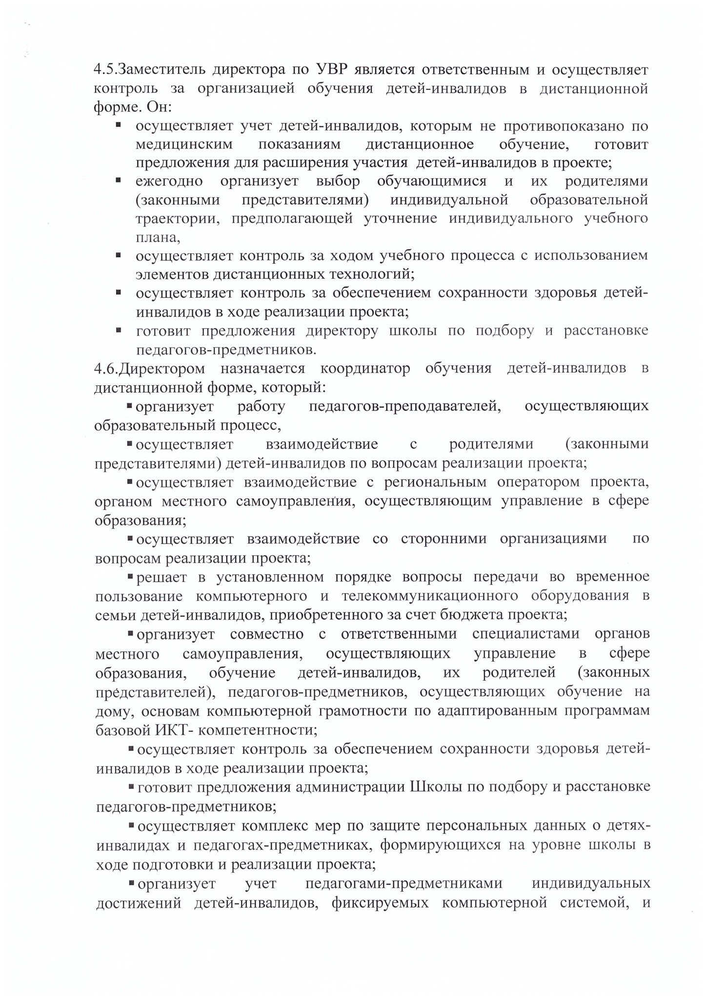 4.5.Заместитель директора по УВР является ответственным и осуществляет
контроль за организацией обучения детей-инвалидов в дистанционной
форме. Он:
▪ осуществляет учет детей-инвалидов, которым не противопоказано по
медицинским показаниям дистанционное обучение, готовит
предложения для расширения участия детей-инвалидов в проекте;
▪ ежегодно организует выбор обучающимися и их родителями
(законными представителями) индивидуальной образовательной
траектории, предполагающей уточнение индивидуального учебного
плана,
▪ осуществляет контроль за ходом учебного процесса с использованием
элементов дистанционных технологий;
▪ осуществляет контроль за обеспечением сохранности здоровья детей-
инвалидов в ходе реализации проекта;
▪ готовит предложения директору школы по подбору и расстановке
педагогов-предметников.
4.6.Директором назначается координатор обучения детей-инвалидов в
дистанционной форме, который:
▪ организует работу педагогов-преподавателей, осуществляющих
образовательный процесс,
▪ осуществляет взаимодействие с родителями (законными
представителями) детей-инвалидов по вопросам реализации проекта;
▪ осуществляет взаимодействие с региональным оператором проекта,
органом местного самоуправления, осуществляющим управление в сфере
образования;
▪ осуществляет взаимодействие со сторонними организациями по
вопросам реализации проекта;
▪ решает в установленном порядке вопросы передачи во временное
пользование компьютерного и телекоммуникационного оборудования в
семьи детей-инвалидов, приобретенного за счет бюджета проекта;
▪ организует совместно с ответственными специалистами органов
местного самоуправления, осуществляющих управление в сфере
образования, обучение детей-инвалидов, их родителей (законных
представителей), педагогов-предметников, осуществляющих обучение на
дому, основам компьютерной грамотности по адаптированным программам
базовой ИКТ- компетентности;
▪ осуществляет контроль за обеспечением сохранности здоровья детей-
инвалидов в ходе реализации проекта;
▪ готовит предложения администрации Школы по подбору и расстановке
педагогов-предметников;
▪ осуществляет комплекс мер по защите персональных данных о детях-
инвалидах и педагогах-предметниках, формирующихся на уровне школы в
ходе подготовки и реализации проекта;
▪ организует учет педагогами-предметниками индивидуальных
достижений детей-инвалидов, фиксируемых компьютерной системой, и